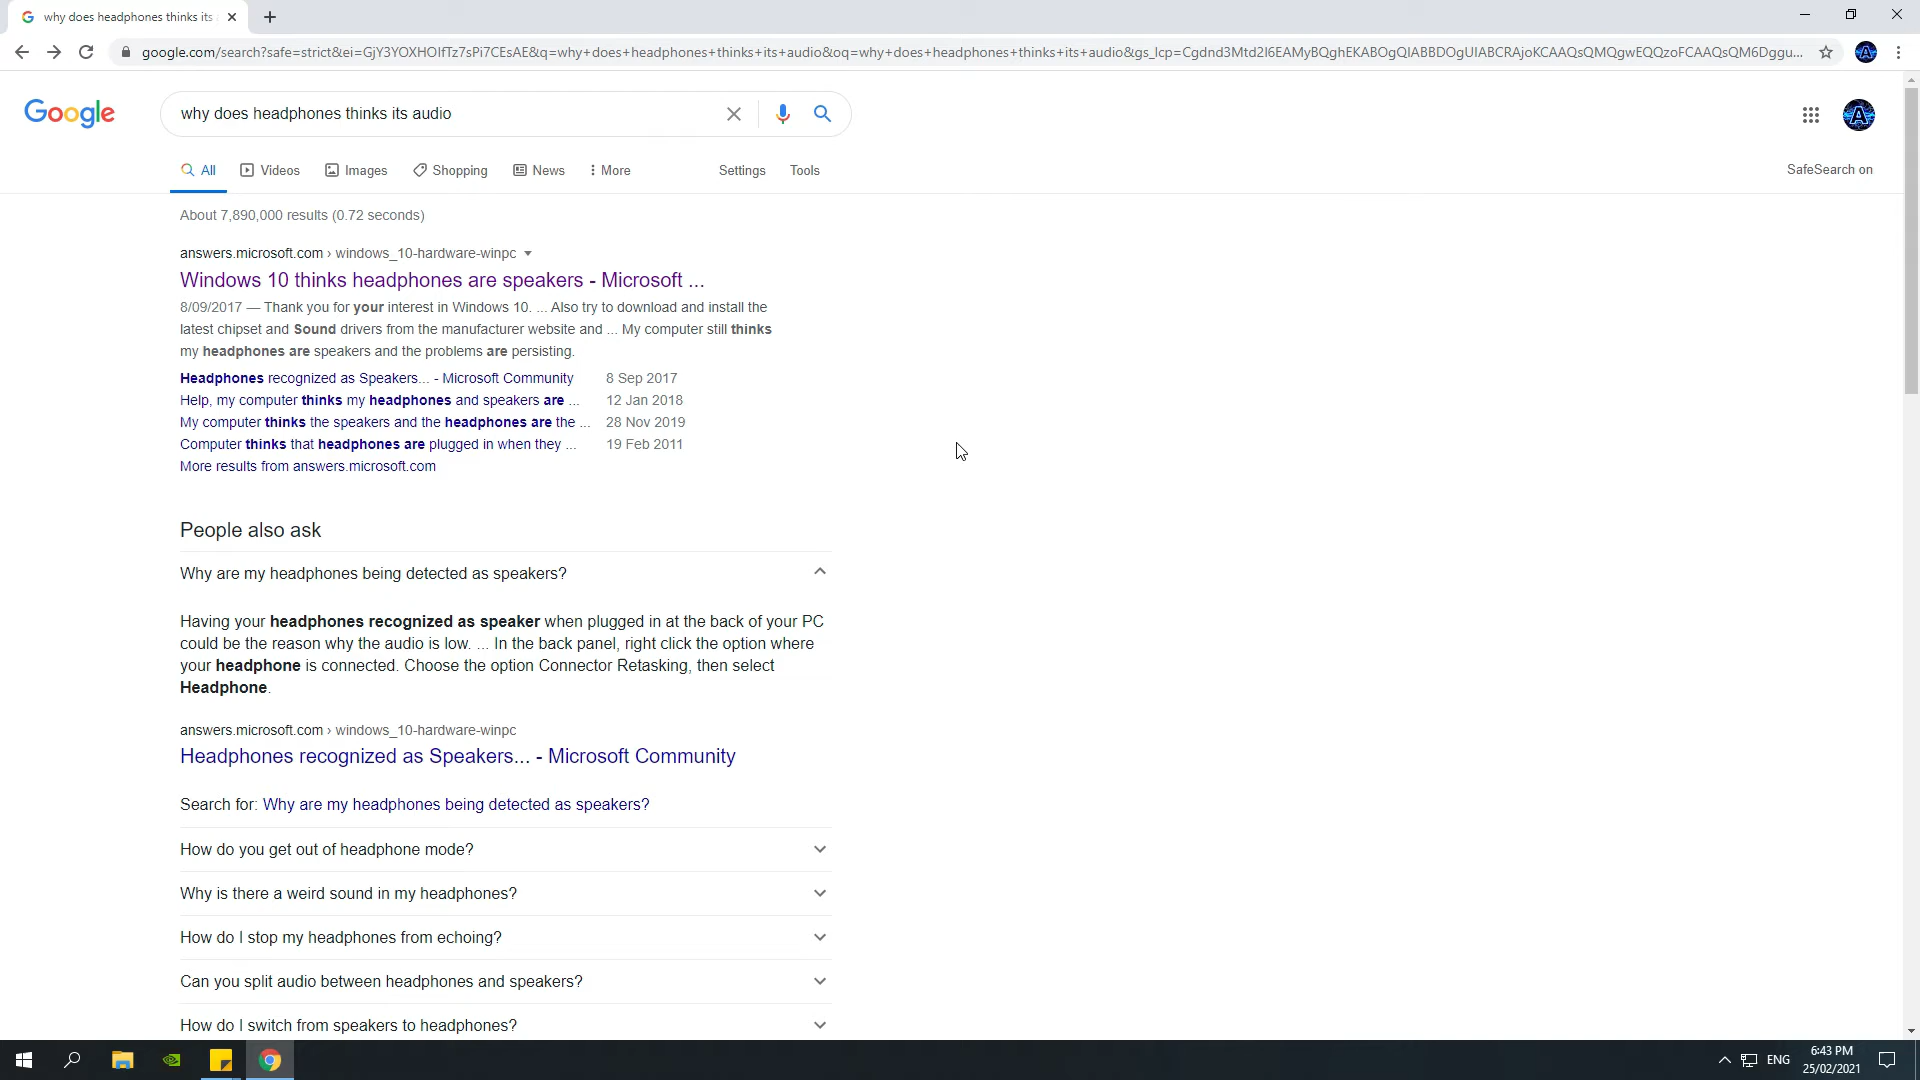 why does headphones thinks its
google.com/search?safe=strict&ei=GjY3YOXHOIfTz7sPi7CEsAE&q=why+does+headphones+thinks+its+audio&oq=why+does+headphones+thinks+its+audio&gs_lcp=Cgdnd3Mtd2l6EAMyBQghEKABOgQIABBDOgUIABCRAjoKCAAQsQMQgwEQQzoFCAAQsQM6Dggu...
Google
why does headphones thinks its audio
All Videos Images Shopping News More Settings Tools
SafeSearch on
About 7,890,000 results (0.72 seconds)
answers.microsoft.com › windows_10-hardware-winpc
Windows 10 thinks headphones are speakers - Microsoft ...
8/09/2017 — Thank you for your interest in Windows 10. ... Also try to download and install the
latest chipset and Sound drivers from the manufacturer website and ... My computer still thinks
my headphones are speakers and the problems are persisting.
Headphones recognized as Speakers... - Microsoft Community 8 Sep 2017
Help, my computer thinks my headphones and speakers are ... 12 Jan 2018
My computer thinks the speakers and the headphones are the ... 28 Nov 2019
Computer thinks that headphones are plugged in when they ... 19 Feb 2011
More results from answers.microsoft.com
People also ask
Why are my headphones being detected as speakers?
Having your headphones recognized as speaker when plugged in at the back of your PC
could be the reason why the audio is low. ... In the back panel, right click the option where
your headphone is connected. Choose the option Connector Retasking, then select
Headphone.
answers.microsoft.com › windows_10-hardware-winpc
Headphones recognized as Speakers... - Microsoft Community
Search for: Why are my headphones being detected as speakers?
How do you get out of headphone mode?
Why is there a weird sound in my headphones?
How do I stop my headphones from echoing?
Can you split audio between headphones and speakers?
How do I switch from speakers to headphones?
ENG
6:43 PM
25/02/2021